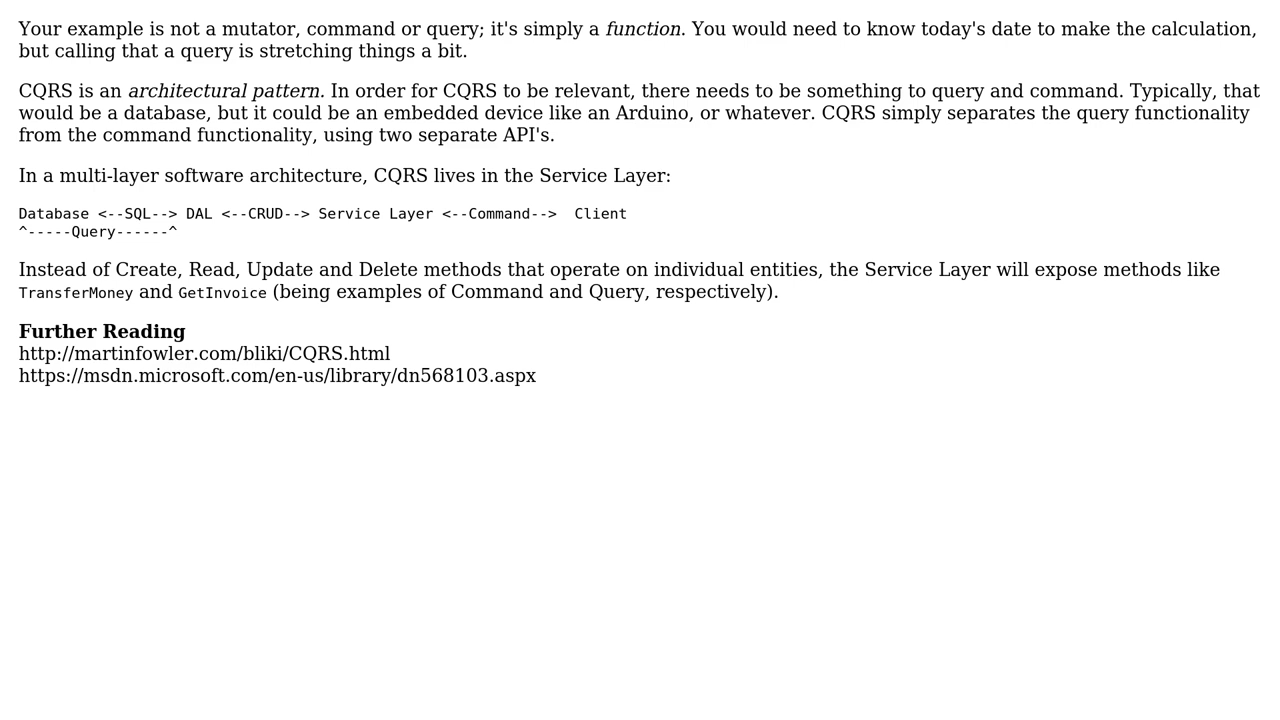 Your example is not a mutator, command or query; it's simply a function. You would need to know today's date to make the calculation,
but calling that a query is stretching things a bit.
CQRS is an architectural pattern. In order for CQRS to be relevant, there needs to be something to query and command. Typically, that
would be a database, but it could be an embedded device like an Arduino, or whatever. CQRS simply separates the query functionality
from the command functionality, using two separate API's.
In a multi-layer software architecture, CQRS lives in the Service Layer:
Database <--SQL--> DAL <--CRUD--> Service Layer <--Command-->  Client
^-----Query------^
Instead of Create, Read, Update and Delete methods that operate on individual entities, the Service Layer will expose methods like
TransferMoney and GetInvoice (being examples of Command and Query, respectively).
Further Reading
http://martinfowler.com/bliki/CQRS.html
https://msdn.microsoft.com/en-us/library/dn568103.aspx